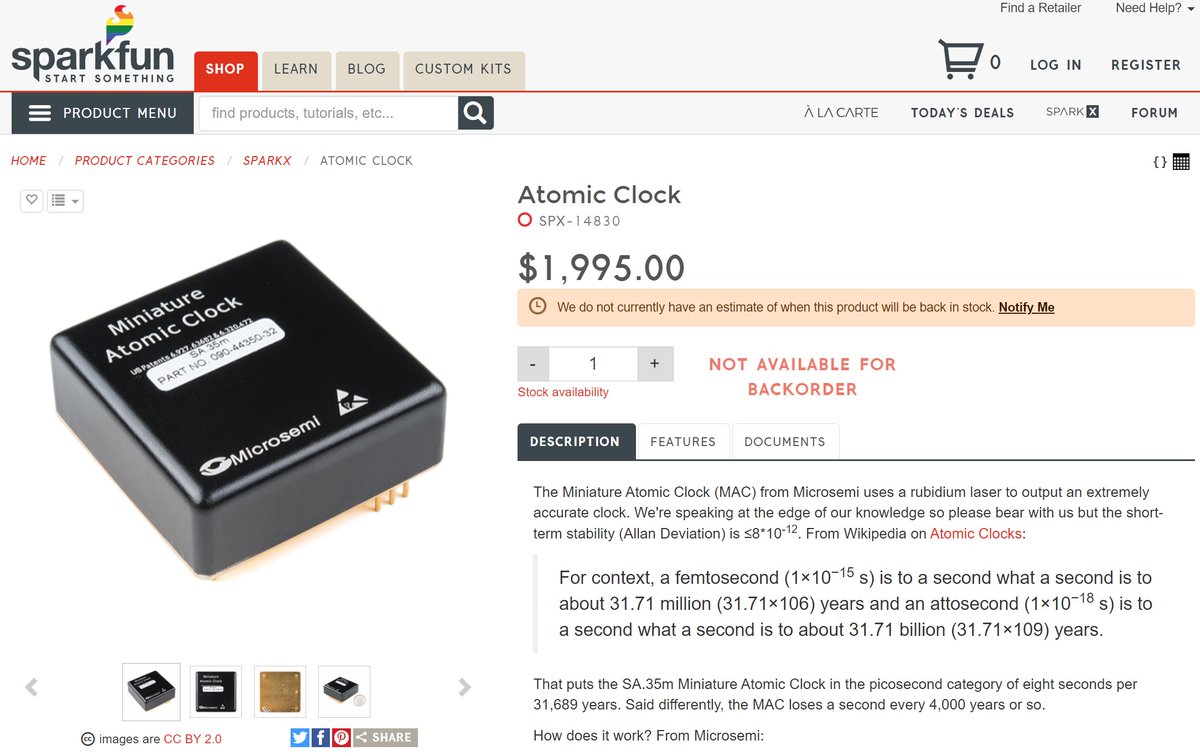 Find a Retailer Need Help?
sparkfun
START SOMETHING
SHOP LEARN BLOG CUSTOM KITS
0 LOG IN REGISTER
PRODUCT MENU find products, tutorials, etc... À LA CARTE TODAY'S DEALS SPARK X FORUM
HOME / PRODUCT CATEGORIES / SPARKX / ATOMIC CLOCK
{}
Atomic Clock
SPX-14830
$1,995.00
We do not currently have an estimate of when this product will be back in stock. Notify Me
- 1 +
Stock availability
NOT AVAILABLE FOR
BACKORDER
Miniature
Atomic Clock
SA.35m
PART NO. 090-44350-32
Microsemi
DESCRIPTION FEATURES DOCUMENTS
The Miniature Atomic Clock (MAC) from Microsemi uses a rubidium laser to output an extremely
accurate clock. We're speaking at the edge of our knowledge so please bear with us but the short-
term stability (Allan Deviation) is ≤8*10⁻¹². From Wikipedia on Atomic Clocks:
For context, a femtosecond (1×10⁻¹⁵ s) is to a second what a second is to
about 31.71 million (31.71×106) years and an attosecond (1×10⁻¹⁸ s) is to
a second what a second is to about 31.71 billion (31.71×109) years.
That puts the SA.35m Miniature Atomic Clock in the picosecond category of eight seconds per
31,689 years. Said differently, the MAC loses a second every 4,000 years or so.
How does it work? From Microsemi:
cc images are CC BY 2.0
SHARE